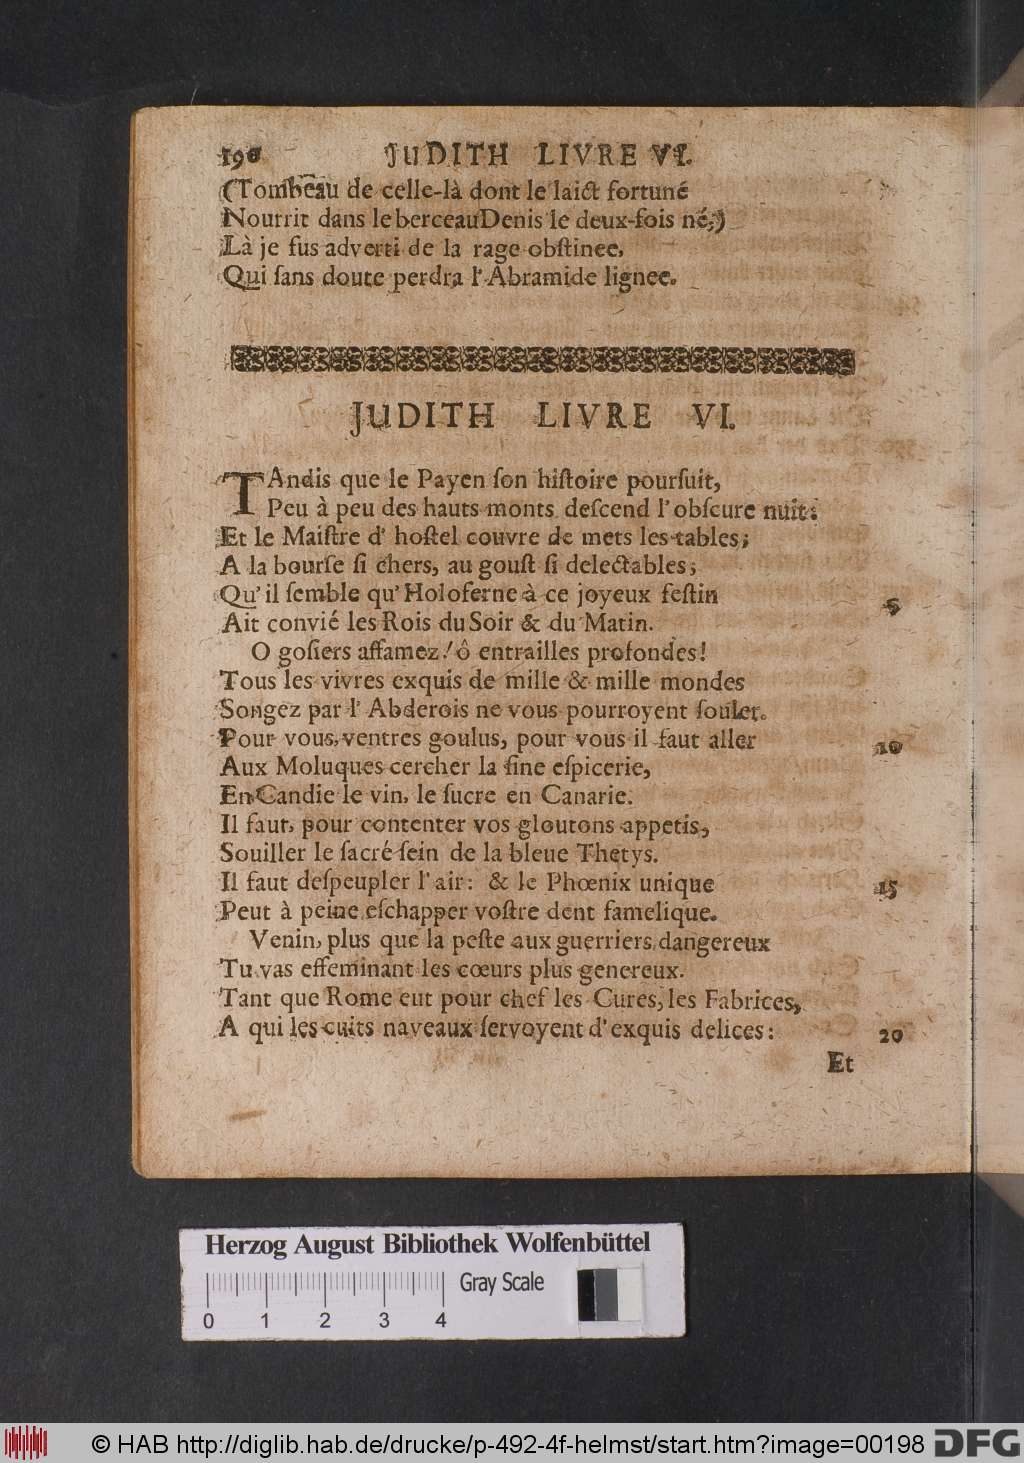 190 JUDITH LIVRE VI.
(Tombeau de celle-là dont le laict fortuné
Nourrit dans le berceau Denis le deux-fois né,)
Là je fus adverti de la rage obſtinee,
Qui ſans doute perdra l'Abramide lignee.
JUDITH LIVRE VI.
TAndis que le Payen ſon hiſtoire pourſuit,
Peu à peu des hauts monts deſcend l'obſcure nuit:
Et le Maiſtre d'hoſtel couvre de mets les tables;
A la bourſe ſi chers, au gouſt ſi delectables;
Qu'il ſemble qu'Holoferne à ce joyeux feſtin 5
Ait convié les Rois du Soir & du Matin.
O goſiers affamez! ô entrailles profondes!
Tous les vivres exquis de mille & mille mondes
Songez par l'Abderois ne vous pourroyent ſouler.
Pour vous, ventres goulus, pour vous il faut aller 10
Aux Moluques cercher la fine eſpicerie,
En Candie le vin, le ſucre en Canarie.
Il faut, pour contenter vos gloutons appetis,
Souiller le ſacré ſein de la bleue Thetys.
Il faut deſpeupler l'air: & le Phœnix unique 15
Peut à peine eſchapper voſtre dent famelique.
Venin, plus que la peſte aux guerriers dangereux
Tu vas effeminant les cœurs plus genereux.
Tant que Rome eut pour chef les Cures, les Fabrices,
A qui les cuits naveaux ſervoyent d'exquis delices: 20
Et
Herzog August Bibliothek Wolfenbüttel
Gray Scale
0 1 2 3 4
© HAB http://diglib.hab.de/drucke/p-492-4f-helmst/start.htm?image=00198 DFG